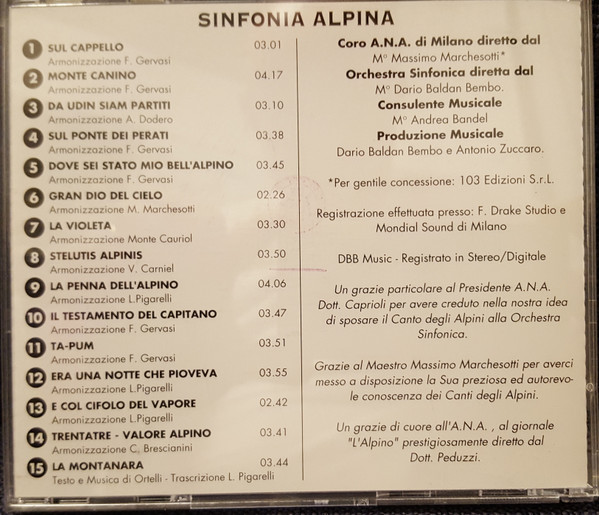 SINFONIA ALPINA
1 SUL CAPPELLO 03.01
Armonizzazione F. Gervasi
2 MONTE CANINO 04.17
Armonizzazione F. Gervasi
3 DA UDIN SIAM PARTITI 03.10
Armonizzazione A. Dodero
4 SUL PONTE DEI PERATI 03.38
Armonizzazione F. Gervasi
5 DOVE SEI STATO MIO BELL'ALPINO 03.45
Armonizzazione F. Gervasi
6 GRAN DIO DEL CIELO 02.26
Armonizzazione M. Marchesotti
7 LA VIOLETA 03.30
Armonizzazione Monte Cauriol
8 STELUTIS ALPINIS 03.50
Armonizzazione V. Carniel
9 LA PENNA DELL'ALPINO 04.06
Armonizzazione L.Pigarelli
10 IL TESTAMENTO DEL CAPITANO 03.47
Armonizzazione F. Gervasi
11 TA-PUM 03.51
Armonizzazione F. Gervasi
12 ERA UNA NOTTE CHE PIOVEVA 03.55
Armonizzazione L.Pigarelli
13 E COL CIFOLO DEL VAPORE 02.42
Armonizzazione L.Pigarelli
14 TRENTATRE - VALORE ALPINO 03.41
Armonizzazione C. Brescianini
15 LA MONTANARA 03.44
Testo e Musica di Ortelli - Trascrizione L. Pigarelli
Coro A.N.A. di Milano diretto dal
M° Massimo Marchesotti*
Orchestra Sinfonica diretta dal
M° Dario Baldan Bembo.
Consulente Musicale
M° Andrea Bandel
Produzione Musicale
Dario Baldan Bembo e Antonio Zuccaro.
*Per gentile concessione: 103 Edizioni S.r.L.
Registrazione effettuata presso: F. Drake Studio e
Mondial Sound di Milano
DBB Music - Registrato in Stereo/Digitale
Un grazie particolare al Presidente A.N.A.
Dott. Caprioli per avere creduto nella nostra idea
di sposare il Canto degli Alpini alla Orchestra
Sinfonica.
Grazie al Maestro Massimo Marchesotti per averci
messo a disposizione la Sua preziosa ed autorevo-
le conoscenza dei Canti degli Alpini.
Un grazie di cuore all'A.N.A. , al giornale
"L'Alpino" prestigiosamente diretto dal
Dott. Peduzzi.